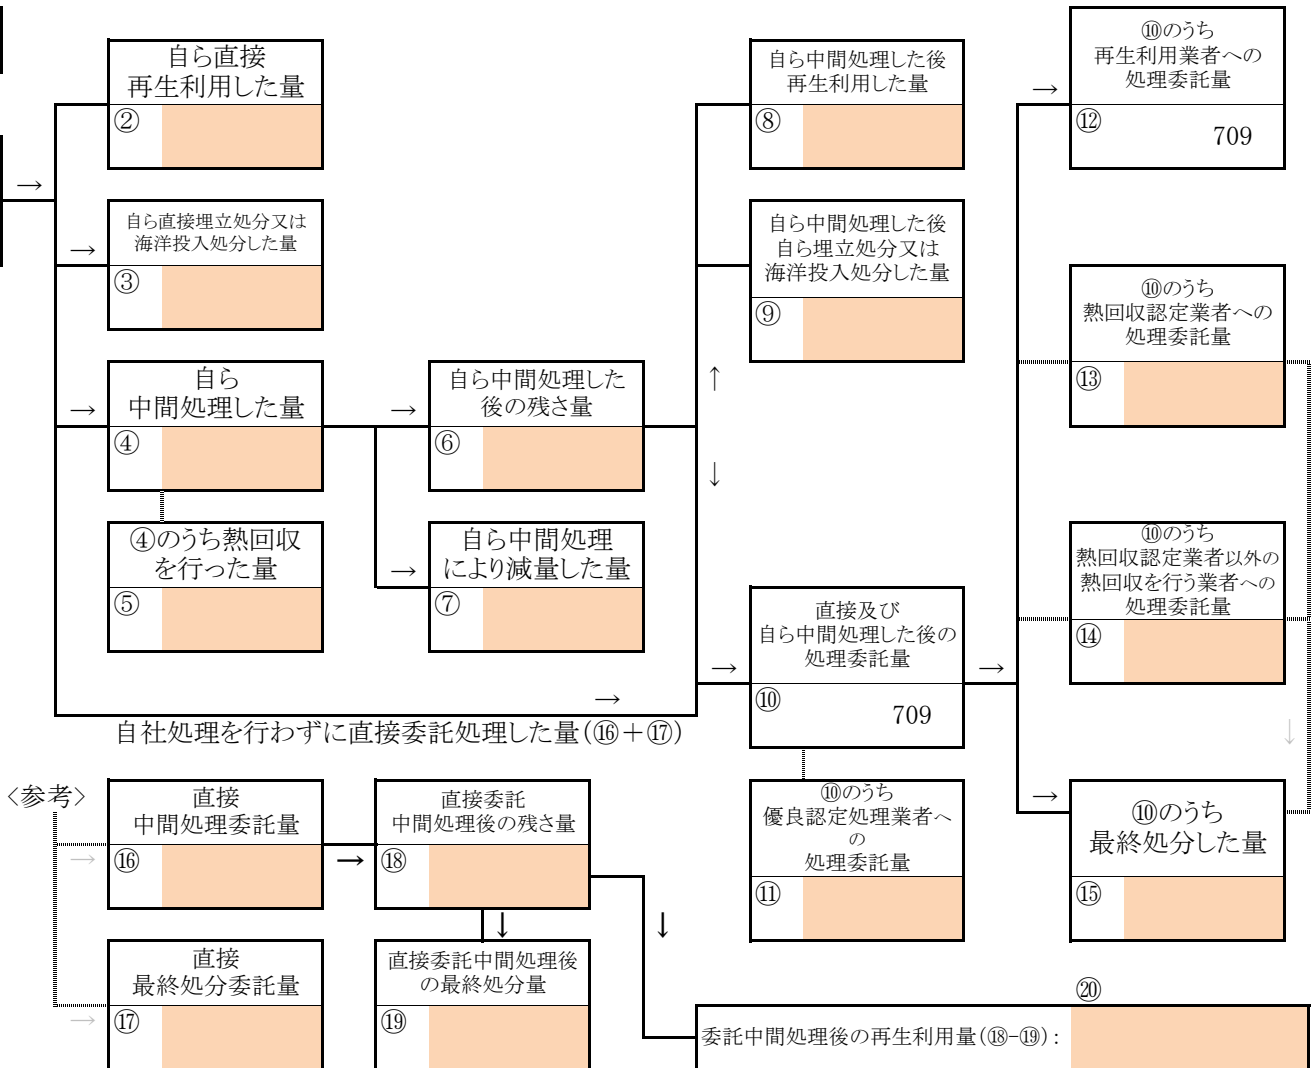 自ら直接
再生利用した量
②
→
自ら直接埋立処分又は
海洋投入処分した量
→
③
自ら
中間処理した量
→
④
④のうち熱回収
を行った量
⑤
→
自ら中間処理した
後の残さ量
⑥
自ら中間処理
により減量した量
→
⑦
自ら中間処理した後
再生利用した量
⑧
自ら中間処理した後
自ら埋立処分又は
海洋投入処分した量
⑨
↑
↓
→
自社処理を行わずに直接委託処理した量(⑯+⑰)
→
直接及び
自ら中間処理した後の
処理委託量
⑩ 709
→
⑩のうち
優良認定処理業者へ
の
処理委託量
⑪
→
⑩のうち
再生利用業者への
処理委託量
⑫ 709
⑩のうち
熱回収認定業者への
処理委託量
⑬
⑩のうち
熱回収認定業者以外の
熱回収を行う業者への
処理委託量
⑭
↓
→
⑩のうち
最終処分した量
⑮
<参考>
直接
中間処理委託量
→
⑯
→
直接委託
中間処理後の残さ量
⑱
↓
↓
直接
最終処分委託量
→
⑰
直接委託中間処理後
の最終処分量
⑲
⑳
委託中間処理後の再生利用量(⑱-⑲):